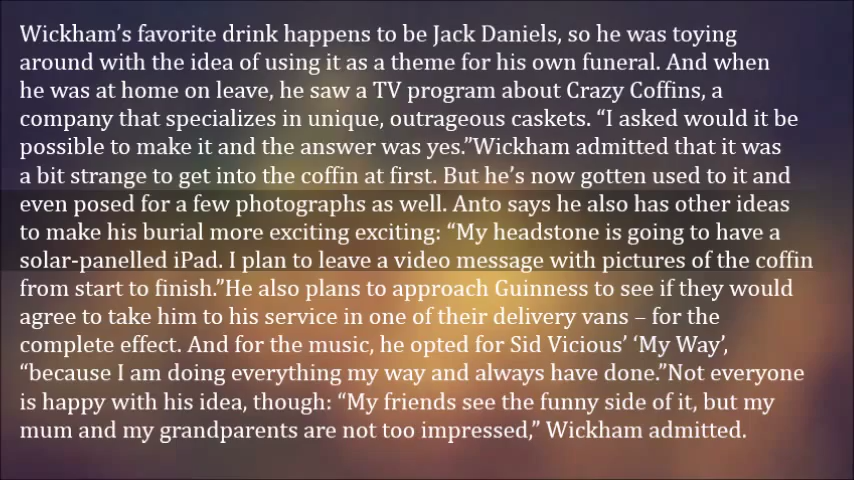 Wickham’s favorite drink happens to be Jack Daniels, so he was toying
around with the idea of using it as a theme for his own funeral. And when
he was at home on leave, he saw a TV program about Crazy Coffins, a
company that specializes in unique, outrageous caskets. “I asked would it be
possible to make it and the answer was yes.”Wickham admitted that it was
a bit strange to get into the coffin at first. But he’s now gotten used to it and
even posed for a few photographs as well. Anto says he also has other ideas
to make his burial more exciting exciting: “My headstone is going to have a
solar-panelled iPad. I plan to leave a video message with pictures of the coffin
from start to finish.”He also plans to approach Guinness to see if they would
agree to take him to his service in one of their delivery vans – for the
complete effect. And for the music, he opted for Sid Vicious’ ‘My Way’,
“because I am doing everything my way and always have done.”Not everyone
is happy with his idea, though: “My friends see the funny side of it, but my
mum and my grandparents are not too impressed,” Wickham admitted.